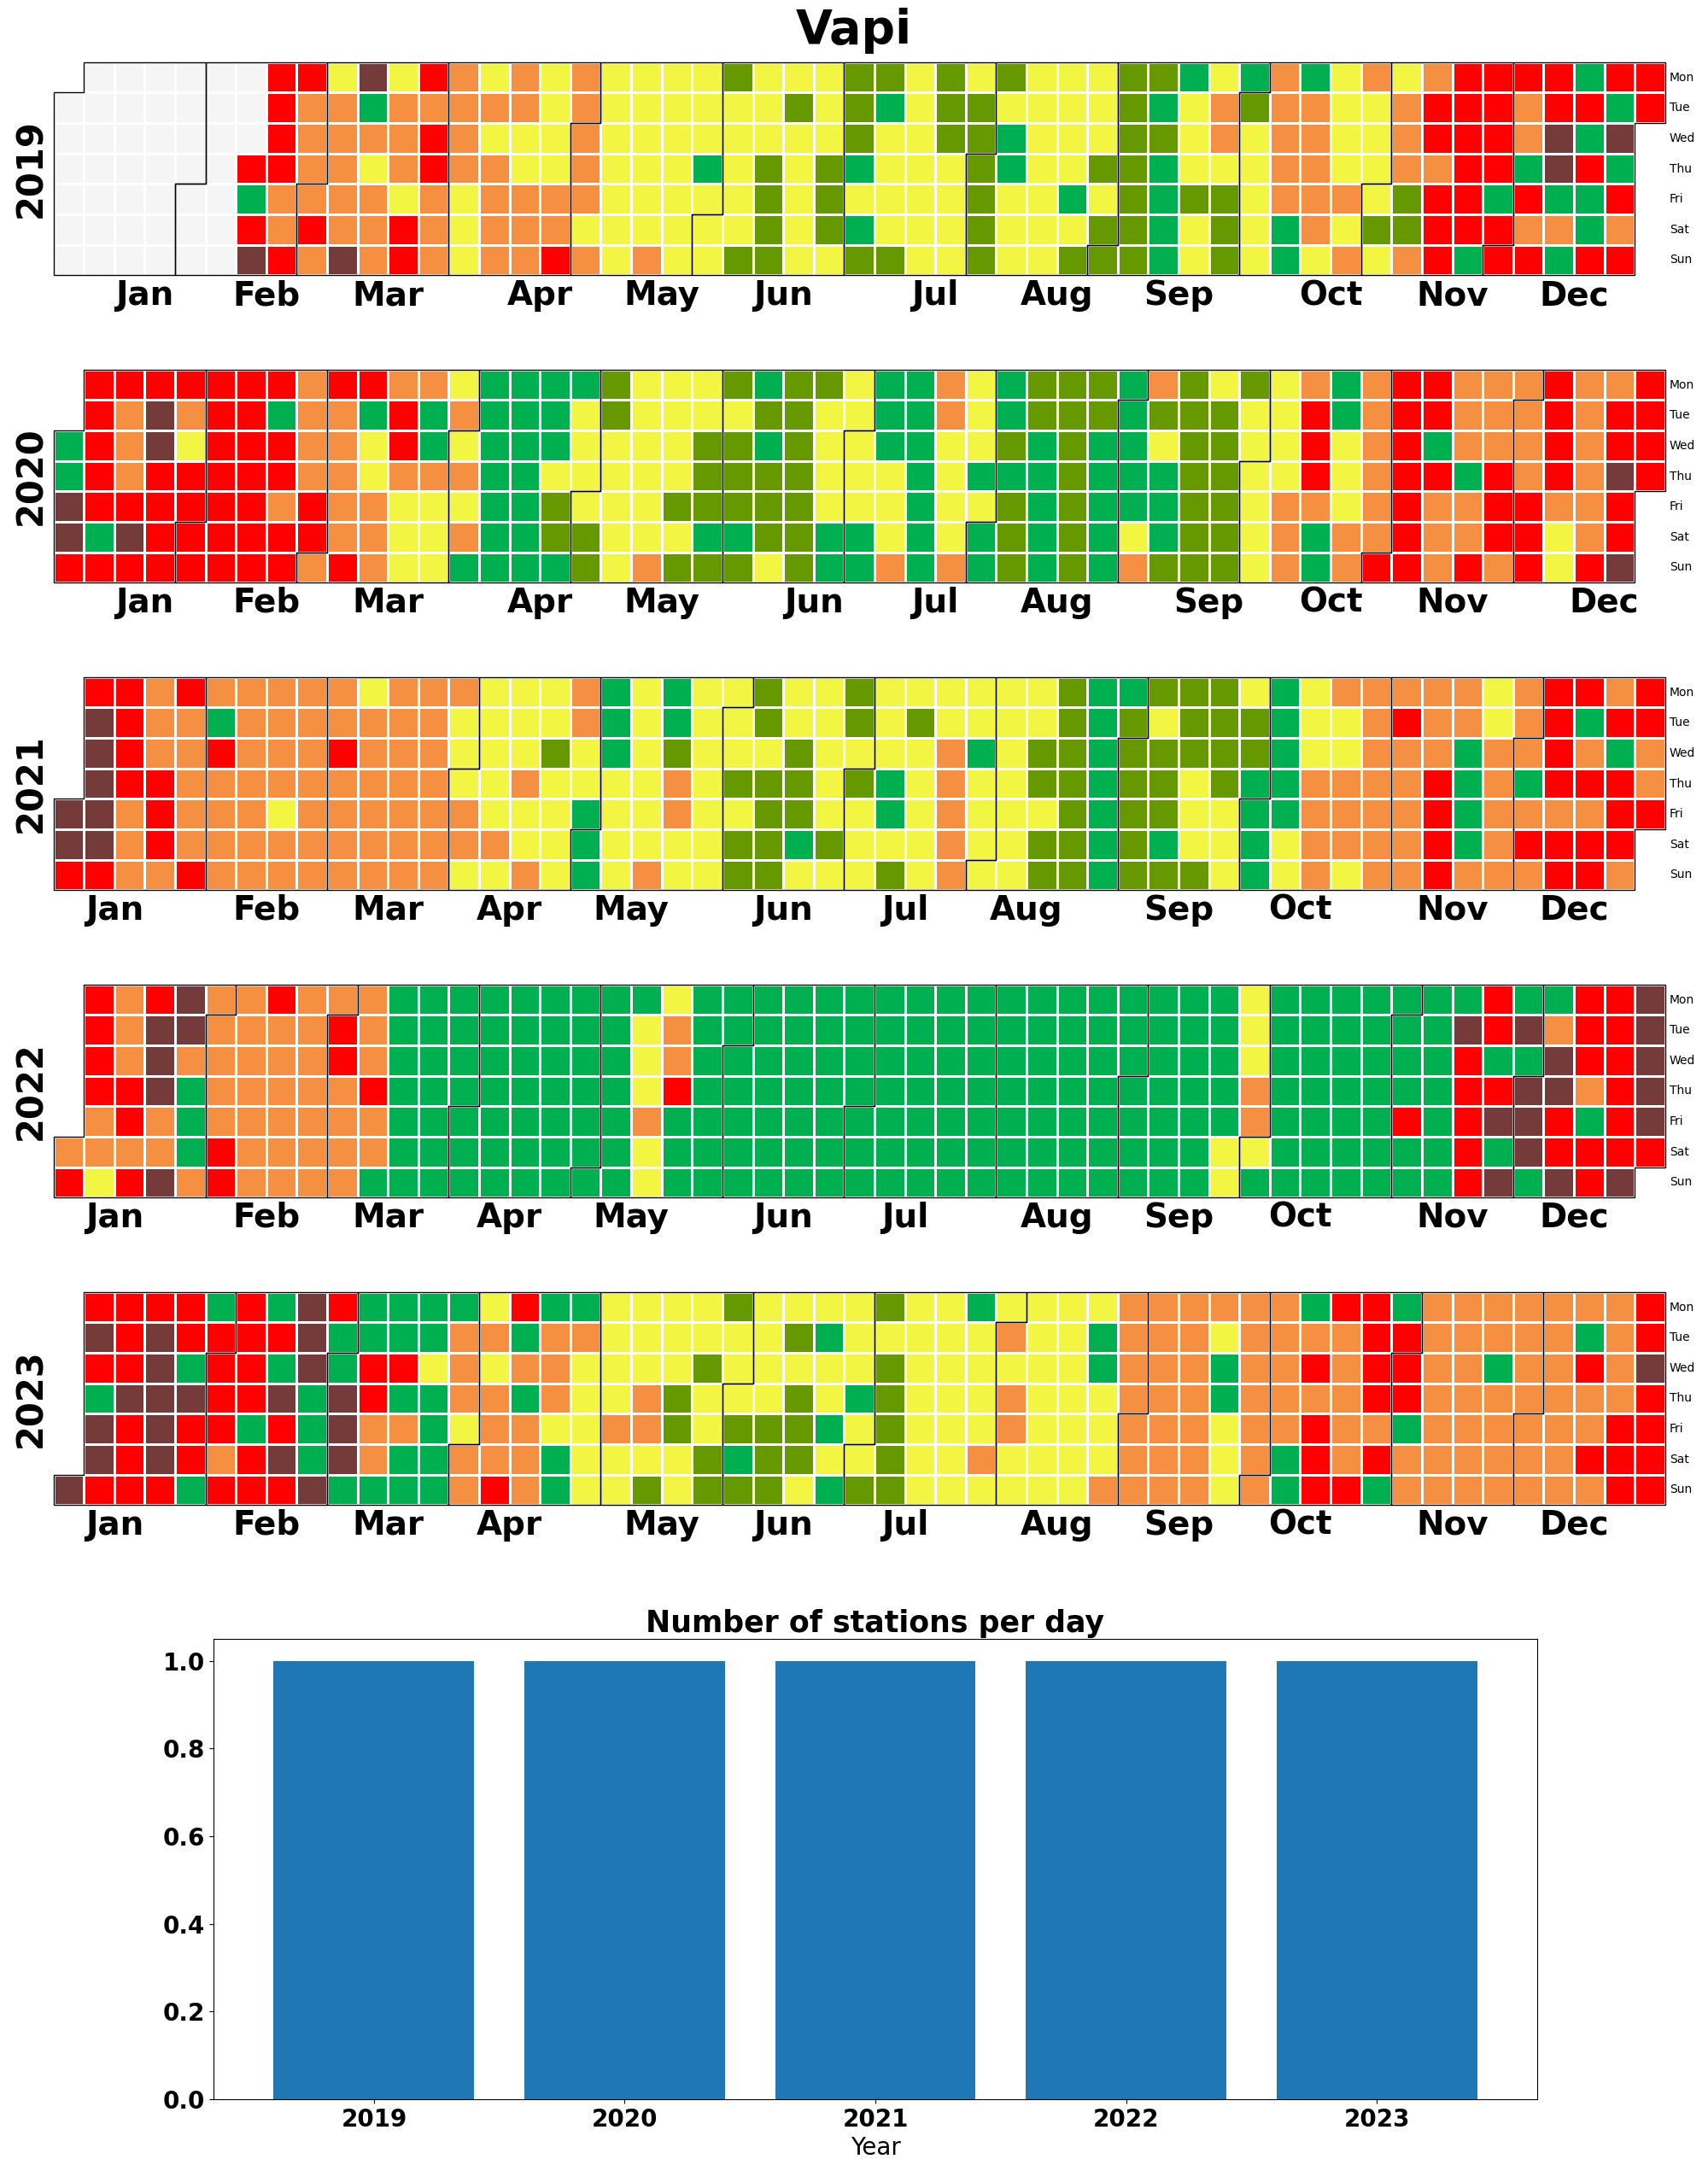 Vapi
2019
Mon
Tue
Wed
Thu
Fri
Sat
Sun
Jan Feb Mar Apr May Jun Jul Aug Sep Oct Nov Dec
2020
Mon
Tue
Wed
Thu
Fri
Sat
Sun
Jan Feb Mar Apr May Jun Jul Aug Sep Oct Nov Dec
2021
Mon
Tue
Wed
Thu
Fri
Sat
Sun
Jan Feb Mar Apr May Jun Jul Aug Sep Oct Nov Dec
2022
Mon
Tue
Wed
Thu
Fri
Sat
Sun
Jan Feb Mar Apr May Jun Jul Aug Sep Oct Nov Dec
2023
Mon
Tue
Wed
Thu
Fri
Sat
Sun
Jan Feb Mar Apr May Jun Jul Aug Sep Oct Nov Dec
Number of stations per day
1.0
0.8
0.6
0.4
0.2
0.0
2019 2020 2021 2022 2023
Year